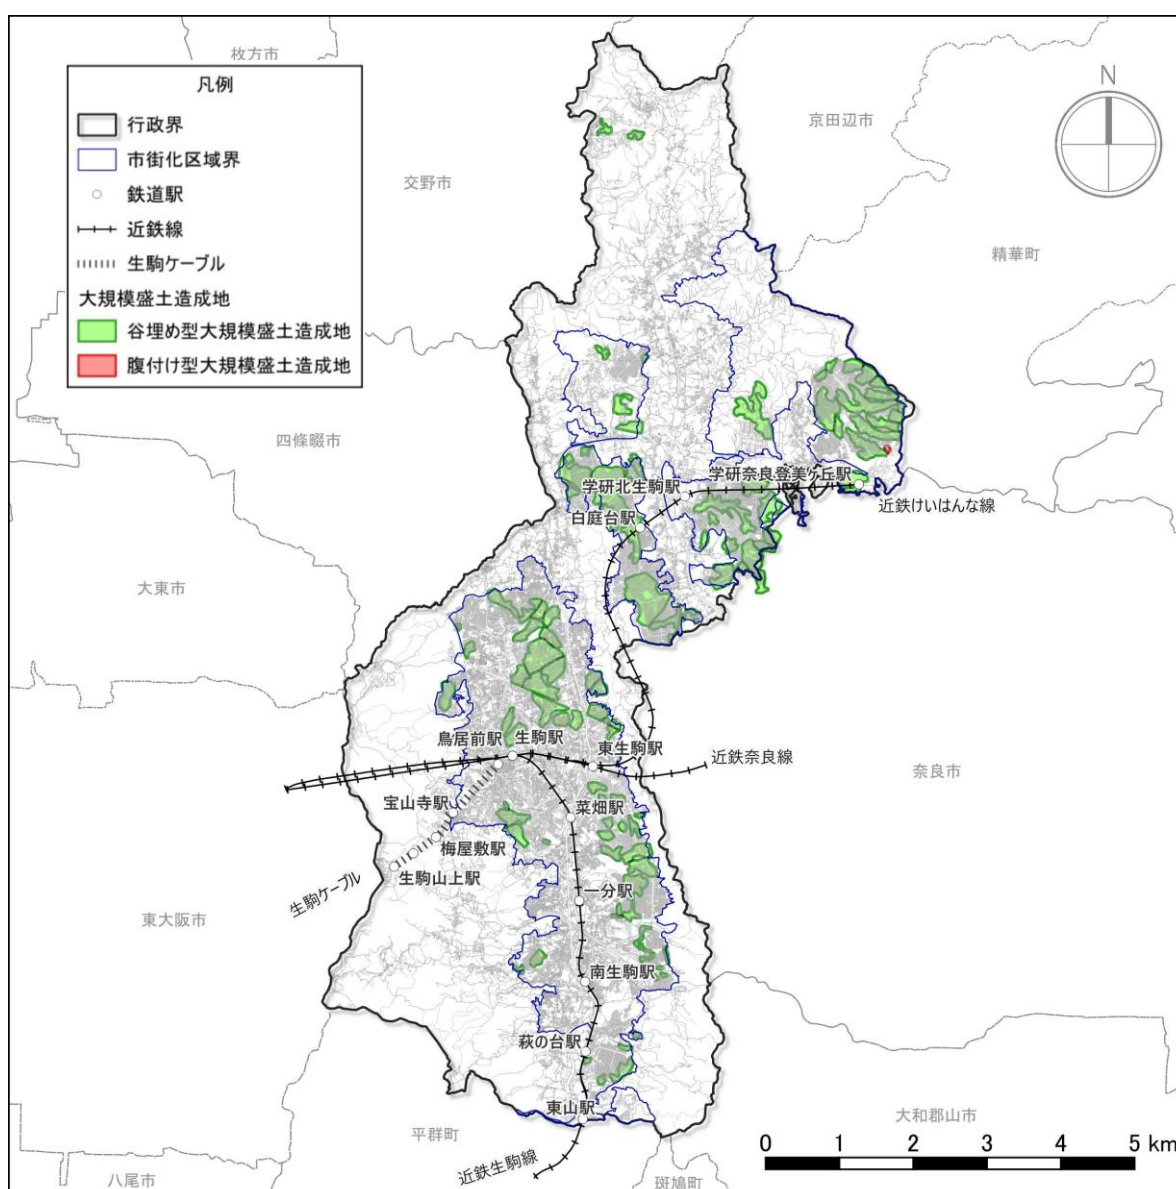 枚方市
凡例
行政界
市街化区域界
鉄道駅
近鉄線
生駒ケーブル
大規模盛土造成地
谷埋め型大規模盛土造成地
腹付け型大規模盛土造成地
N
京田辺市
交野市
精華町
四條畷市
学研奈良登美ケ丘駅
学研北生駒駅
近鉄けいはんな線
白庭台駅
大東市
鳥居前駅
生駒駅
東生駒駅
近鉄奈良線
奈良市
宝山寺駅
菜畑駅
梅屋敷駅
生駒山上駅
生駒ケーブル
一分駅
東大阪市
南生駒駅
萩の台駅
東山駅
大和郡山市
平群町
近鉄生駒線
八尾市
斑鳩町
0 1 2 3 4 5 km